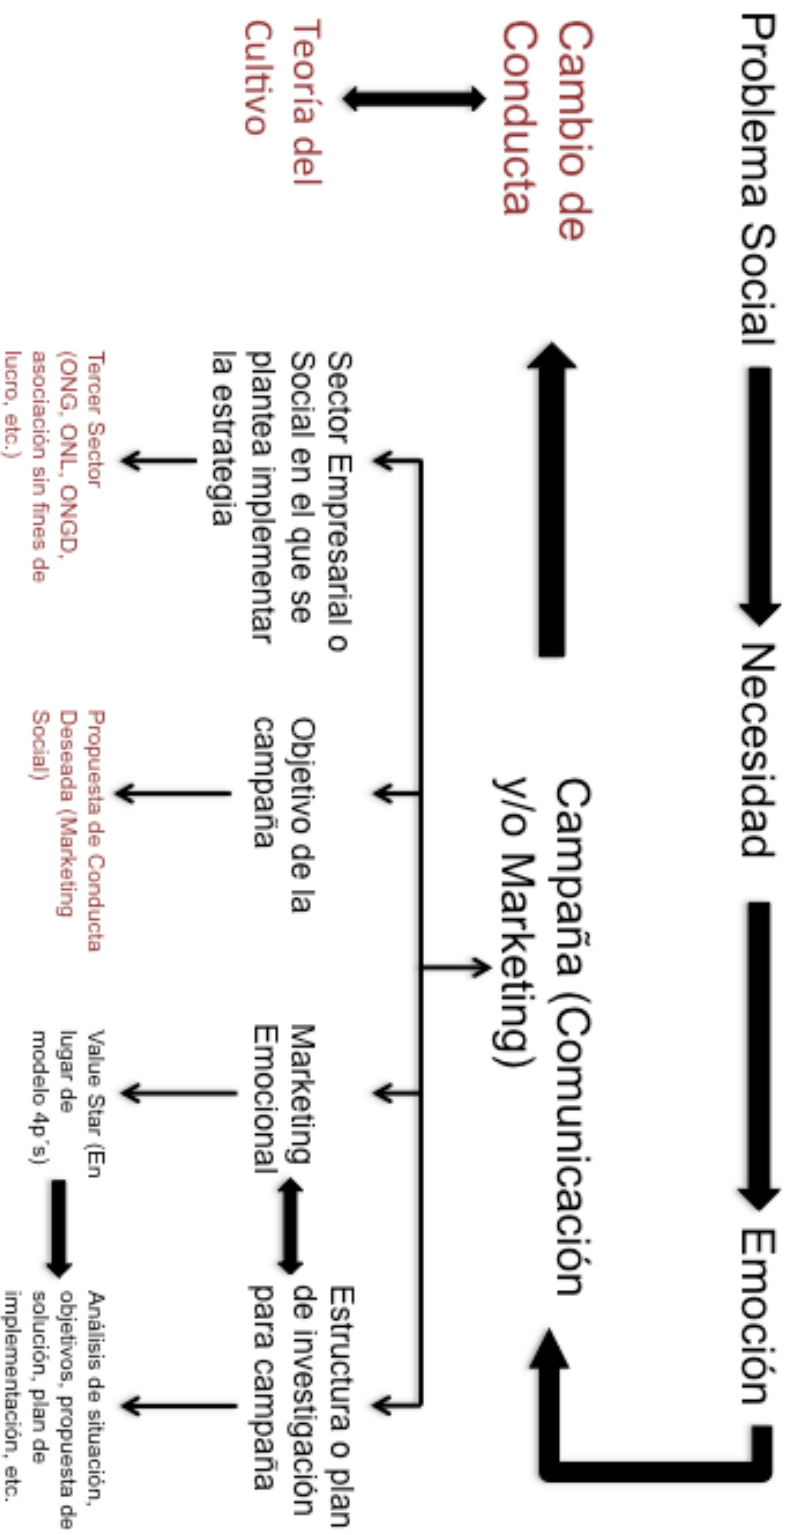 Problema Social
Necesidad
Emoción
Cambio de
Conducta
Campaña (Comunicación
y/o Marketing)
Teoría del
Cultivo
Sector Empresarial o
Social en el que se
plantea implementar
la estrategia
Objetivo de la
campaña
Marketing
Emocional
Estructura o plan
de investigación
para campaña
Tercer Sector
(ONG, ONL, ONGD,
asociación sin fines de
lucro, etc.)
Propuesta de Conducta
Deseada (Marketing
Social)
Value Star (En
lugar de
modelo 4p´s)
Análisis de situación,
objetivos, propuesta de
solución, plan de
implementación, etc.